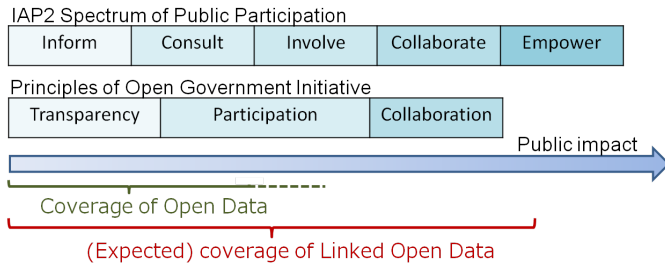 IAP2 Spectrum of Public Participation
Inform Consult Involve Collaborate Empower
Principles of Open Government Initiative
Transparency Participation Collaboration
Public impact
Coverage of Open Data
(Expected) coverage of Linked Open Data